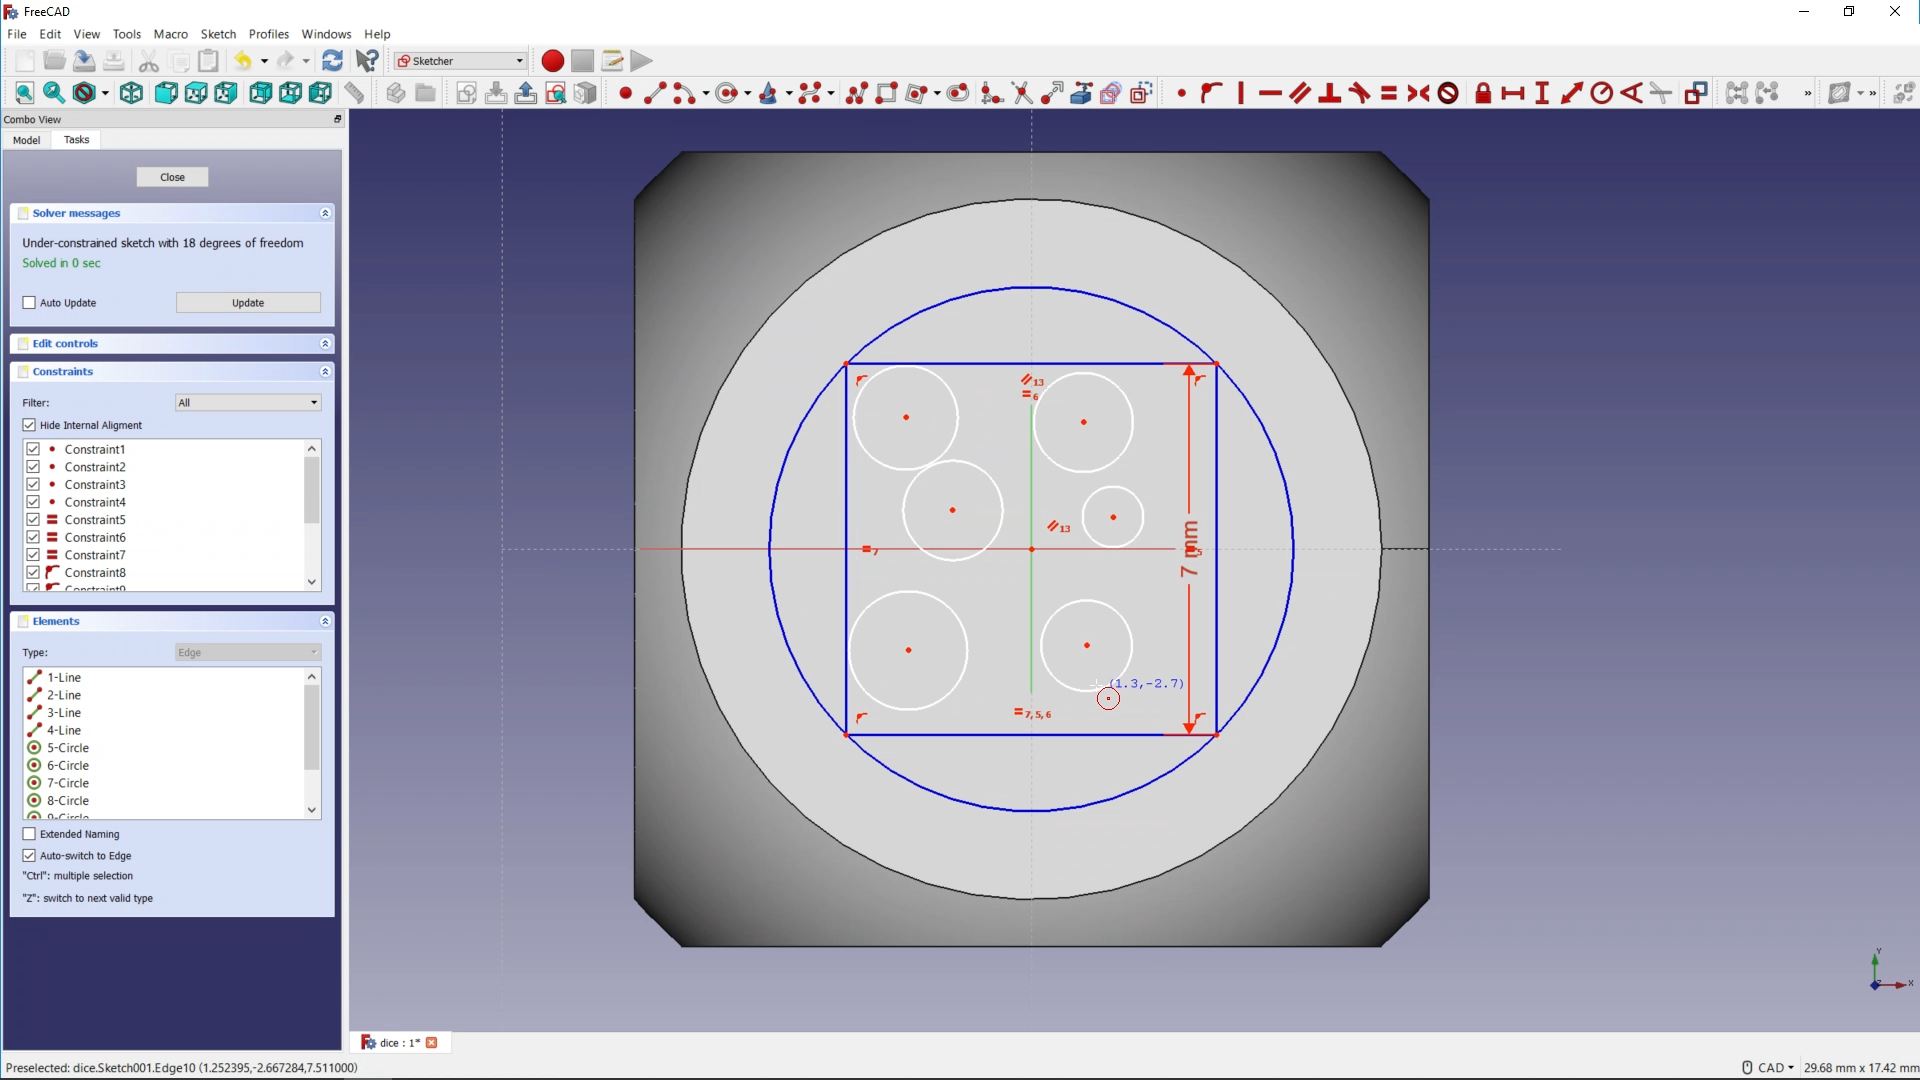 FreeCAD
File Edit View Tools Macro Sketch Profiles Windows Help
Sketcher
Combo View
Model Tasks
Close
Solver messages
Under-constrained sketch with 18 degrees of freedom
Solved in 0 sec
Auto Update Update
Edit controls
Constraints
Filter: All
Hide Internal Aligment
Constraint1
Constraint2
Constraint3
Constraint4
Constraint5
Constraint6
Constraint7
Constraint8
Constraint9
Elements
Type: Edge
1-Line
2-Line
3-Line
4-Line
5-Circle
6-Circle
7-Circle
8-Circle
9-Circle
Extended Naming
Auto-switch to Edge
"Ctrl": multiple selection
"Z": switch to next valid type
13
6
13
7
5
7 mm
(1.3,-2.7)
7, 5, 6
Y
Z
X
dice : 1*
Preselected: dice.Sketch001.Edge10 (1.252395,-2.667284,7.511000)
CAD 29.68 mm x 17.42 mm